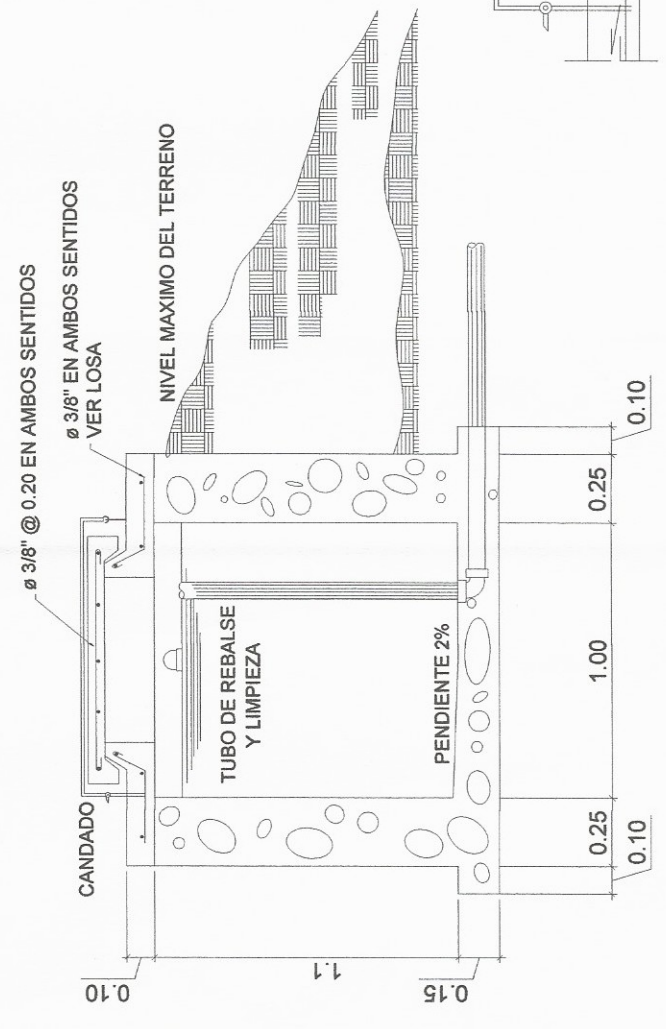 ø 3/8" @ 0.20 EN AMBOS SENTIDOS
ø 3/8" EN AMBOS SENTIDOS
VER LOSA
CANDADO
NIVEL MAXIMO DEL TERRENO
TUBO DE REBALSE
Y LIMPIEZA
PENDIENTE 2%
0.10
1.1
0.15
0.25
1.00
0.25
0.10
0.10